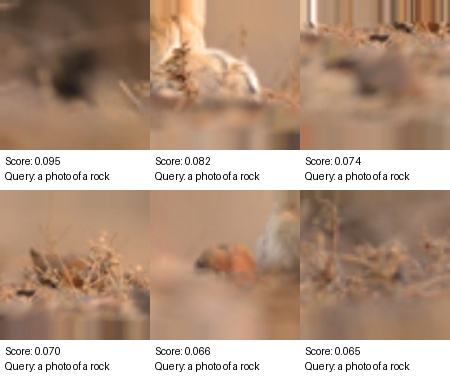 Score: 0.095
Query: a photo of a rock
Score: 0.082
Query: a photo of a rock
Score: 0.074
Query: a photo of a rock
Score: 0.070
Query: a photo of a rock
Score: 0.066
Query: a photo of a rock
Score: 0.065
Query: a photo of a rock